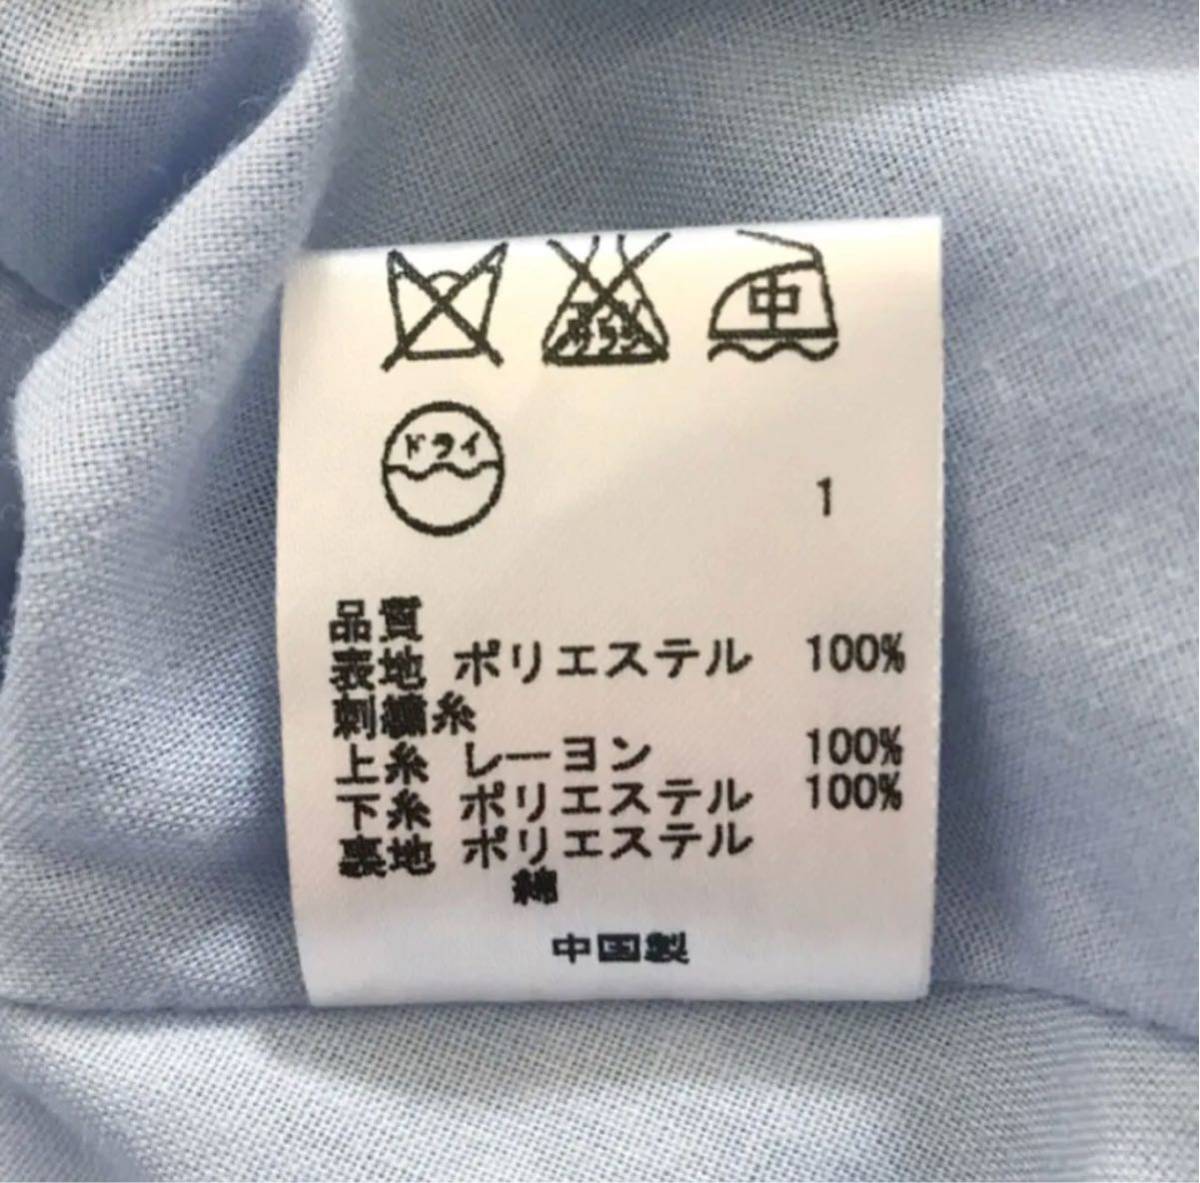 中
ドライ
1
品質
表地 ポリエステル 100%
刺繍糸
上糸 レーヨン 100%
下糸 ポリエステル 100%
裏地 ポリエステル
綿
中国製